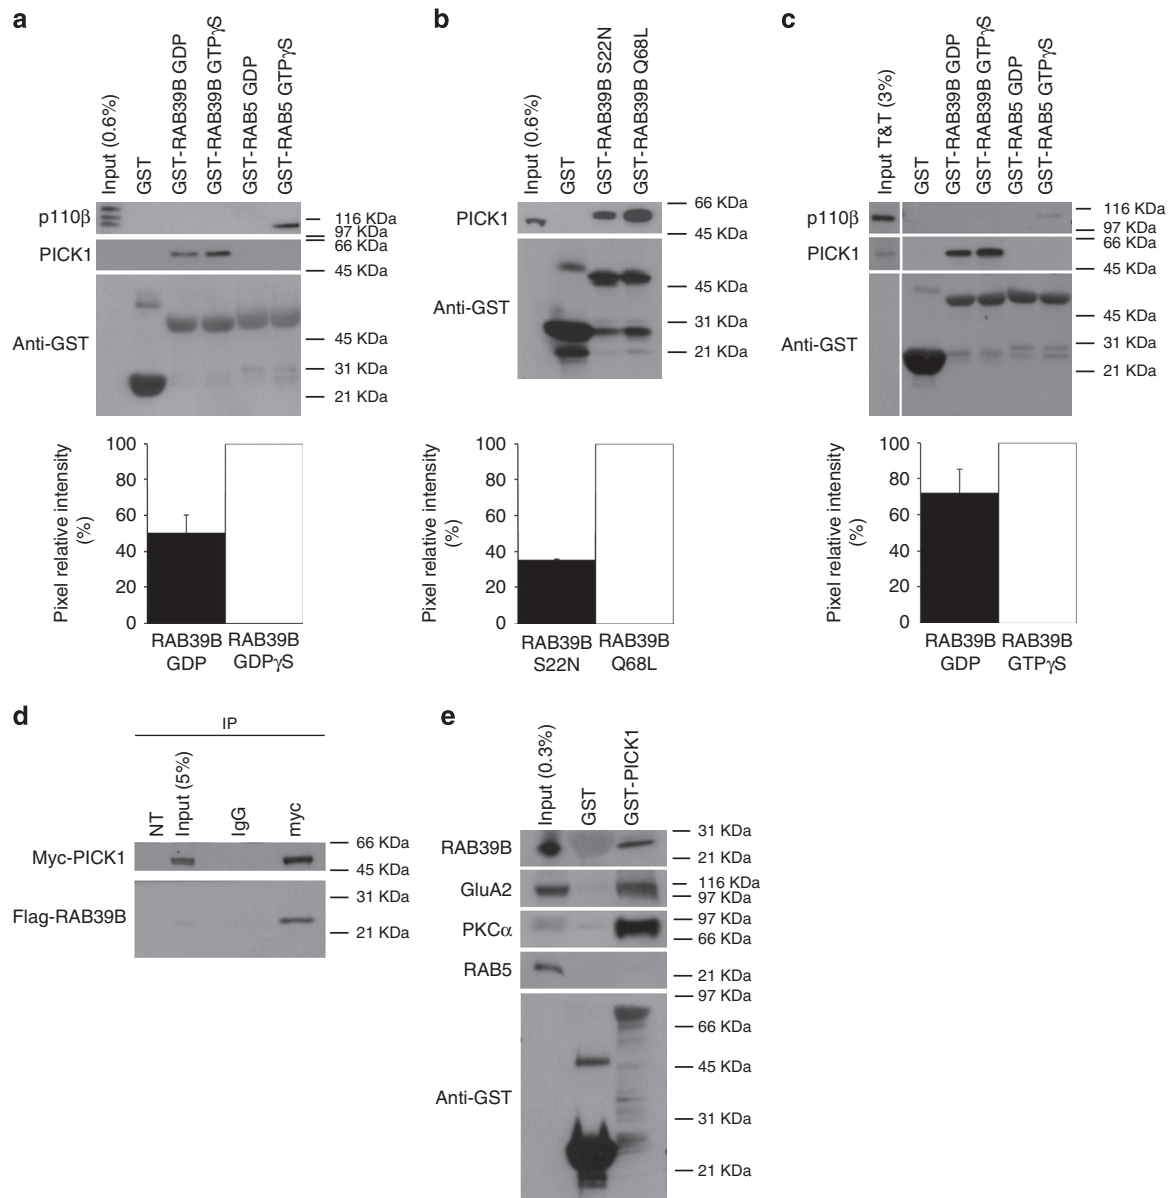 a
Input (0.6%)
GST
GST-RAB39B GDP
GST-RAB39B GTPγS
GST-RAB5 GDP
GST-RAB5 GTPγS
p110β
116 KDa
97 KDa
PICK1
66 KDa
45 KDa
Anti-GST
45 KDa
31 KDa
21 KDa
Pixel relative intensity
(%)
100
80
60
40
20
0
RAB39B
GDP
RAB39B
GDPγS
b
Input (0.6%)
GST
GST-RAB39B S22N
GST-RAB39B Q68L
PICK1
66 KDa
45 KDa
Anti-GST
45 KDa
31 KDa
21 KDa
Pixel relative intensity
(%)
100
80
60
40
20
0
RAB39B
S22N
RAB39B
Q68L
c
Input T&T (3%)
GST
GST-RAB39B GDP
GST-RAB39B GTPγS
GST-RAB5 GDP
GST-RAB5 GTPγS
p110β
116 KDa
97 KDa
PICK1
66 KDa
45 KDa
Anti-GST
45 KDa
31 KDa
21 KDa
Pixel relative intensity
(%)
100
80
60
40
20
0
RAB39B
GDP
RAB39B
GTPγS
d
IP
NT
Input (5%)
IgG
myc
Myc-PICK1
66 KDa
45 KDa
Flag-RAB39B
31 KDa
21 KDa
e
Input (0.3%)
GST
GST-PICK1
RAB39B
31 KDa
21 KDa
GluA2
116 KDa
97 KDa
PKCα
97 KDa
66 KDa
RAB5
21 KDa
Anti-GST
97 KDa
66 KDa
45 KDa
31 KDa
21 KDa